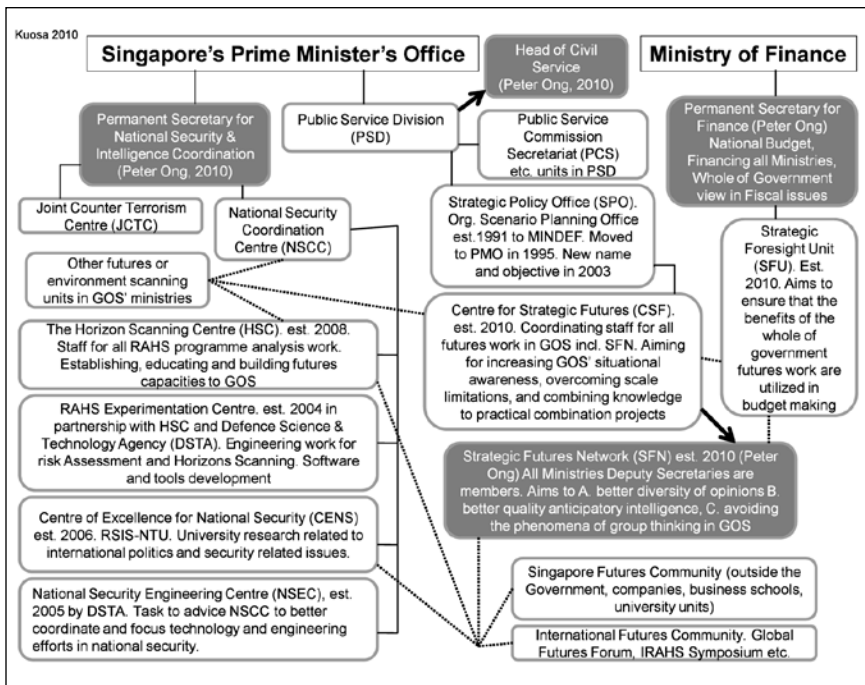 Kuosa 2010
Singapore's Prime Minister's Office
Head of Civil
Service
(Peter Ong, 2010)
Ministry of Finance
Permanent Secretary for
National Security &
Intelligence Coordination
(Peter Ong, 2010)
Public Service Division
(PSD)
Public Service
Commission
Secretariat (PCS)
etc. units in PSD
Permanent Secretary for
Finance (Peter Ong)
National Budget,
Financing all Ministries,
Whole of Government
view in Fiscal issues
Joint Counter Terrorism
Centre (JCTC)
National Security
Coordination
Centre (NSCC)
Strategic Policy Office (SPO).
Org. Scenario Planning Office
est.1991 to MINDEF. Moved
to PMO in 1995. New name
and objective in 2003
Strategic
Foresight Unit
(SFU). Est.
2010. Aims to
ensure that the
benefits of the
whole of
government
futures work are
utilized in
budget making
Other futures or
environment scanning
units in GOS' ministries
Centre for Strategic Futures (CSF).
est. 2010. Coordinating staff for all
futures work in GOS incl. SFN. Aiming
for increasing GOS' situational
awareness, overcoming scale
limitations, and combining knowledge
to practical combination projects
The Horizon Scanning Centre (HSC). est. 2008.
Staff for all RAHS programme analysis work.
Establishing, educating and building futures
capacities to GOS
RAHS Experimentation Centre. est. 2004 in
partnership with HSC and Defence Science &
Technology Agency (DSTA). Engineering work for
risk Assessment and Horizons Scanning. Software
and tools development
Strategic Futures Network (SFN) est. 2010 (Peter
Ong) All Ministries Deputy Secretaries are
members. Aims to A. better diversity of opinions B.
better quality anticipatory intelligence, C. avoiding
the phenomena of group thinking in GOS
Centre of Excellence for National Security (CENS)
est. 2006. RSIS-NTU. University research related to
international politics and security related issues.
Singapore Futures Community (outside the
Government, companies, business schools,
university units)
National Security Engineering Centre (NSEC), est.
2005 by DSTA. Task to advice NSCC to better
coordinate and focus technology and engineering
efforts in national security.
International Futures Community. Global
Futures Forum, IRAHS Symposium etc.